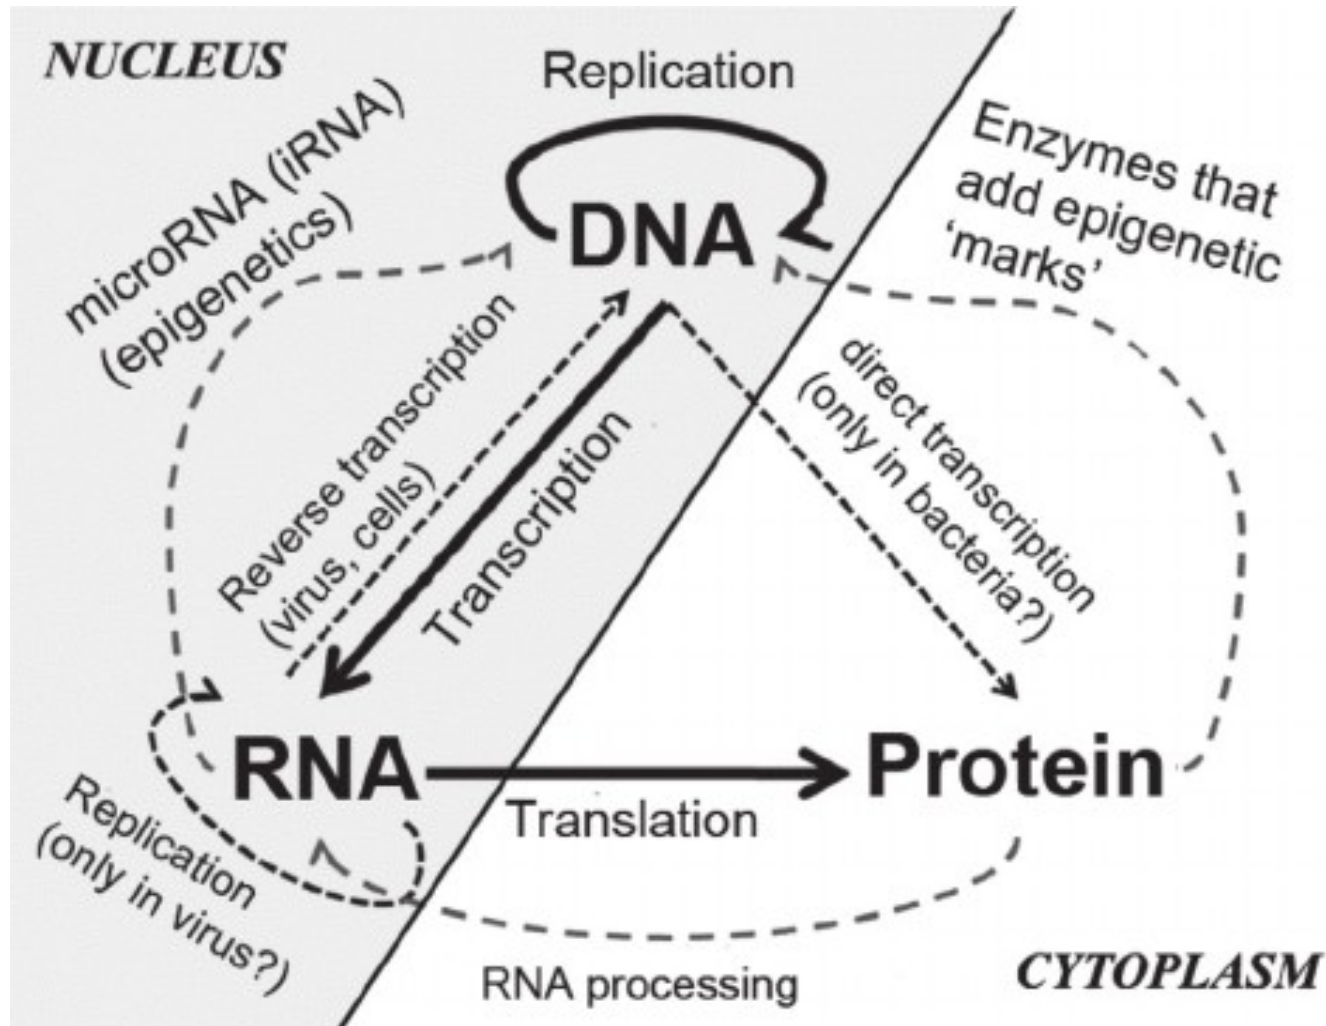 NUCLEUS
Replication
microRNA (iRNA)
(epigenetics)
Enzymes that
add epigenetic
‘marks’
DNA
Reverse transcription
(virus, cells)
Transcription
direct transcription
(only in bacteria?)
RNA
Translation
Protein
Replication
(only in virus?)
RNA processing
CYTOPLASM